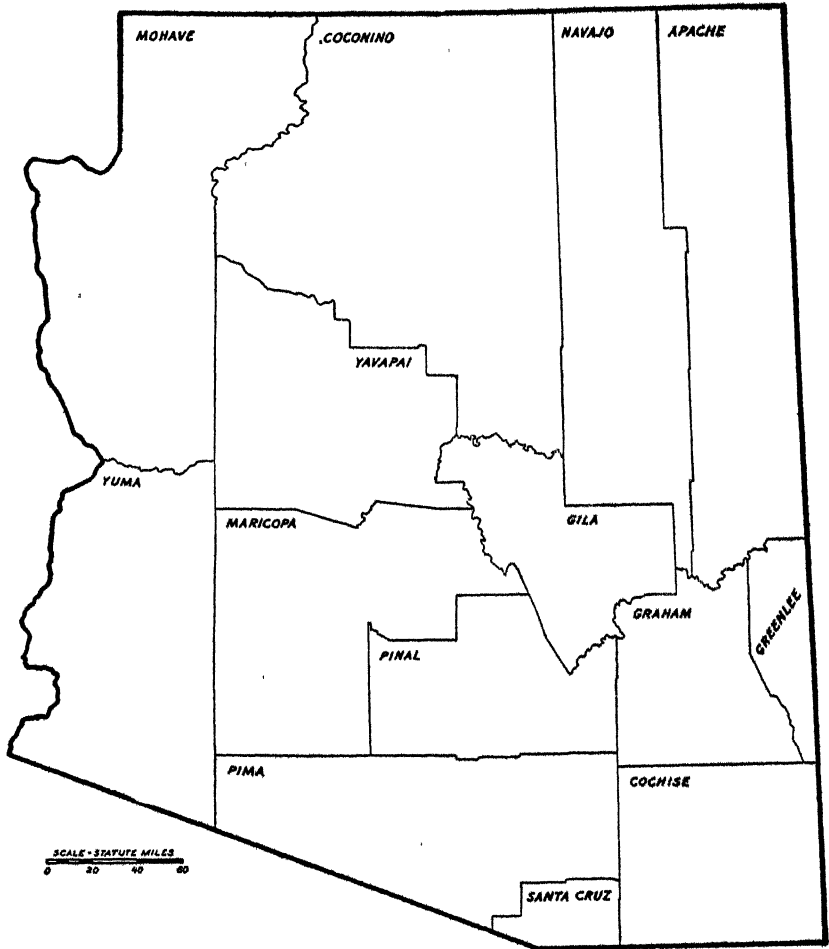 MOHAVE
COCONINO
NAVAJO
APACHE
YAVAPAI
YUMA
MARICOPA
GILA
GRAHAM
GREENLEE
PINAL
PIMA
COCHISE
SCALE - STATUTE MILES
0 20 40 60
SANTA CRUZ